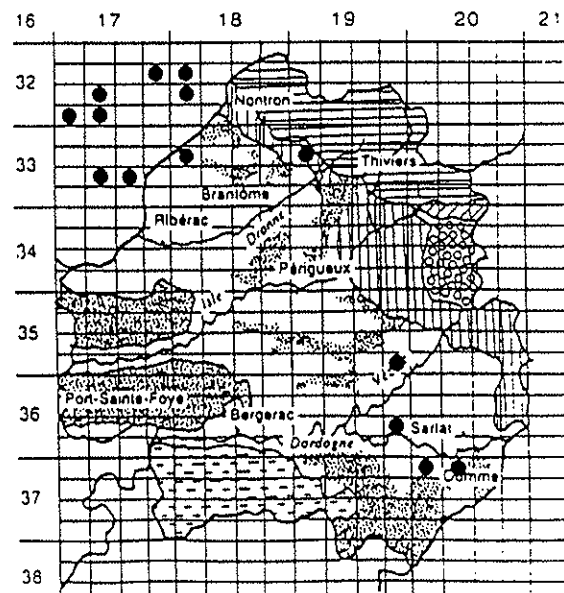 16 17 18 19 20 21
32
Nontron
33
Thiviers
Brantôme
Ribérac
Dronne
34
Périgueux
Isle
35
Port-Sainte-Foye
36
Bergerac
Sarlat
Dordogne
Domme
37
38